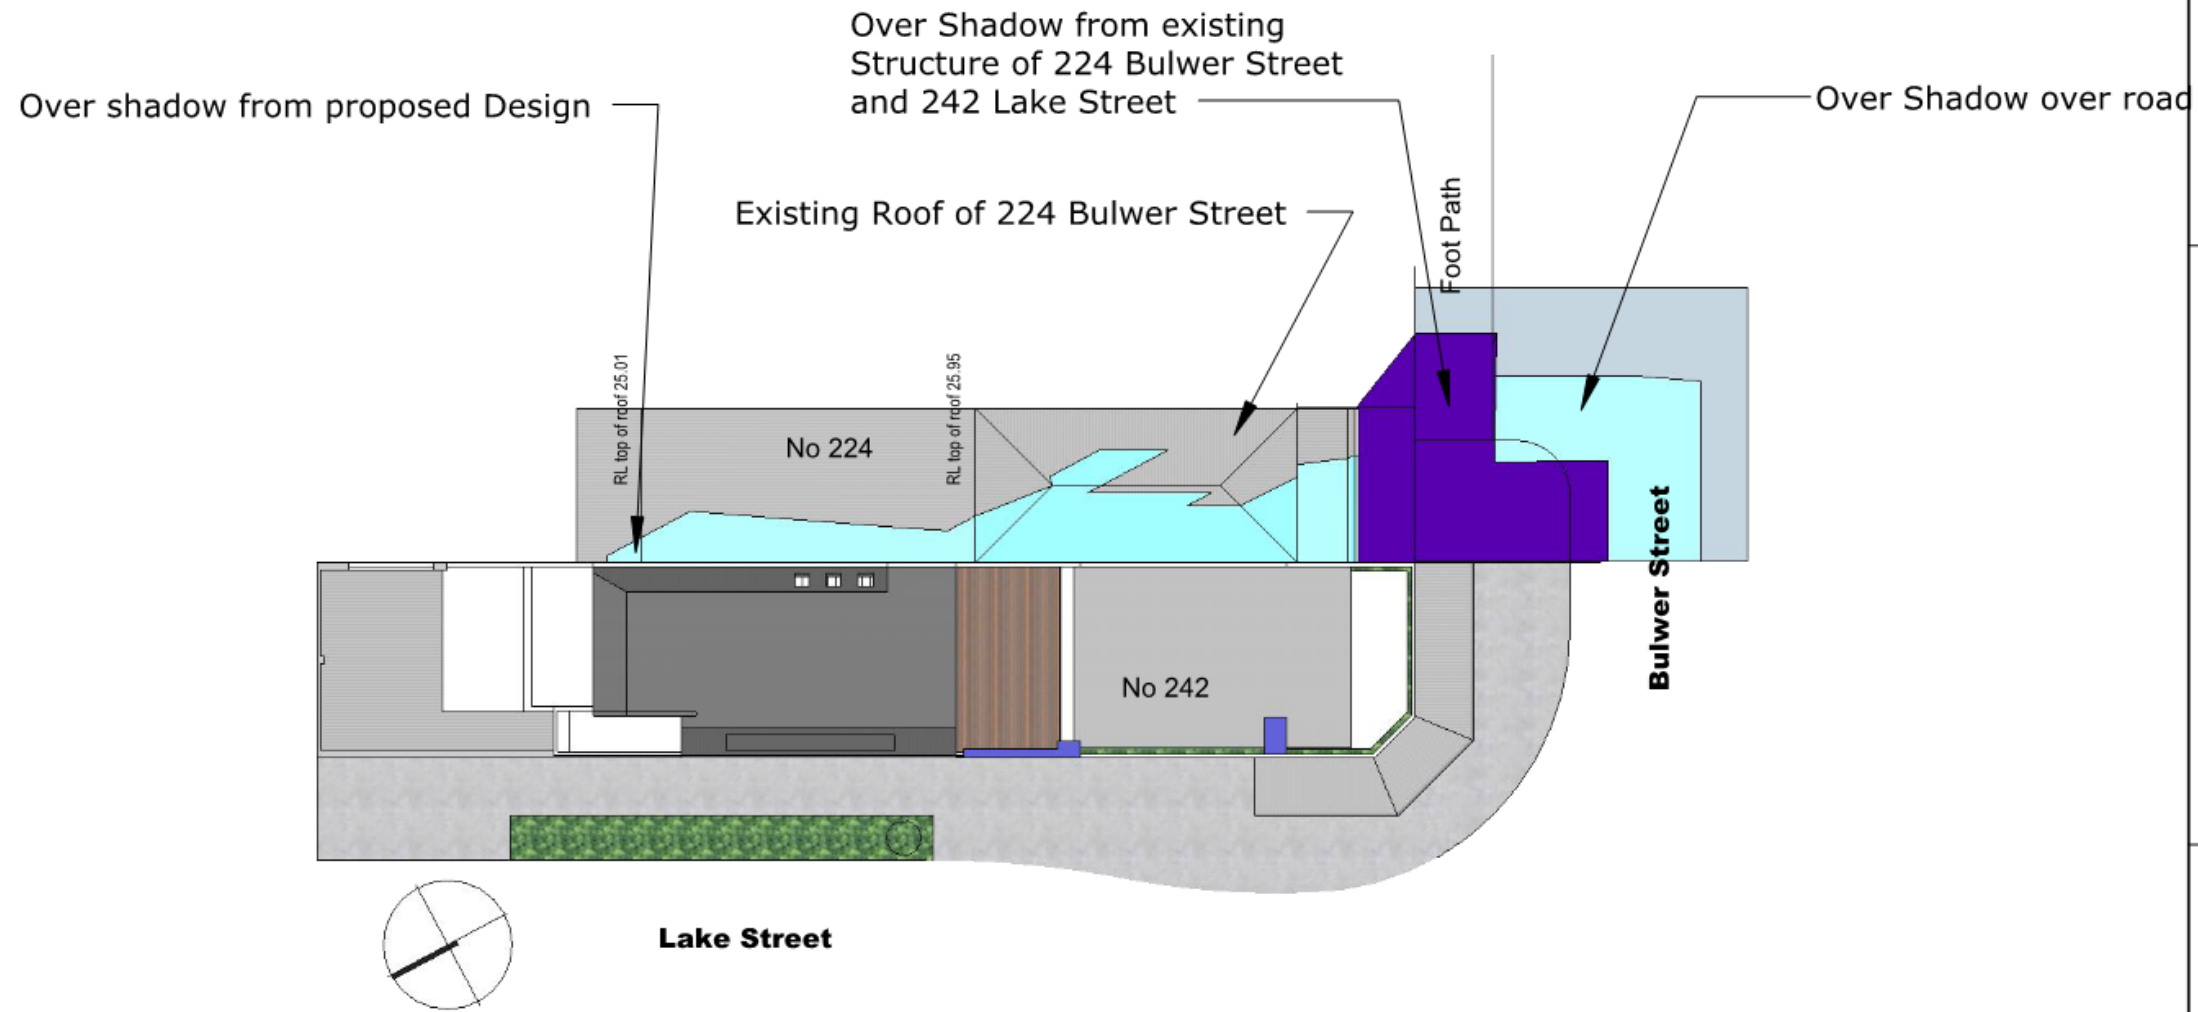 Over Shadow from existing
Structure of 224 Bulwer Street
and 242 Lake Street
Over shadow from proposed Design
Over Shadow over road
Existing Roof of 224 Bulwer Street
Foot Path
RL top of roof 25.01
RL top of roof 25.95
No 224
Bulwer Street
No 242
Lake Street